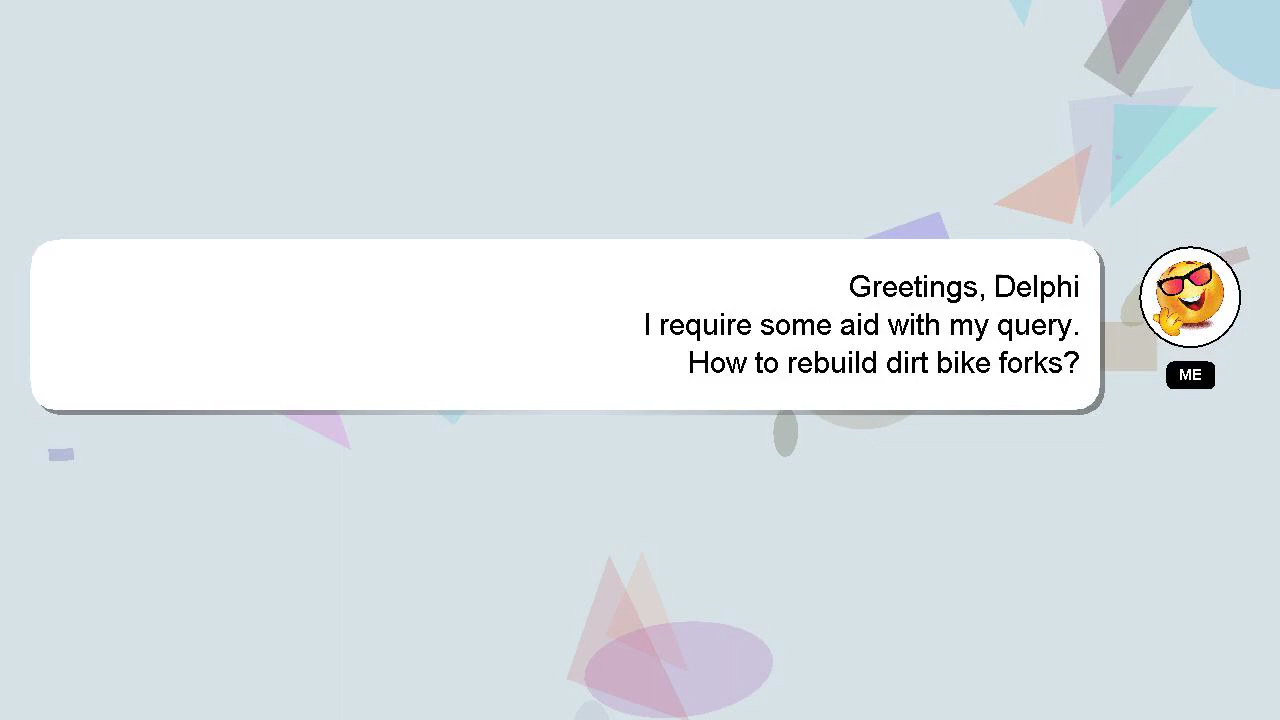 Greetings, Delphi
I require some aid with my query.
How to rebuild dirt bike forks?
ME